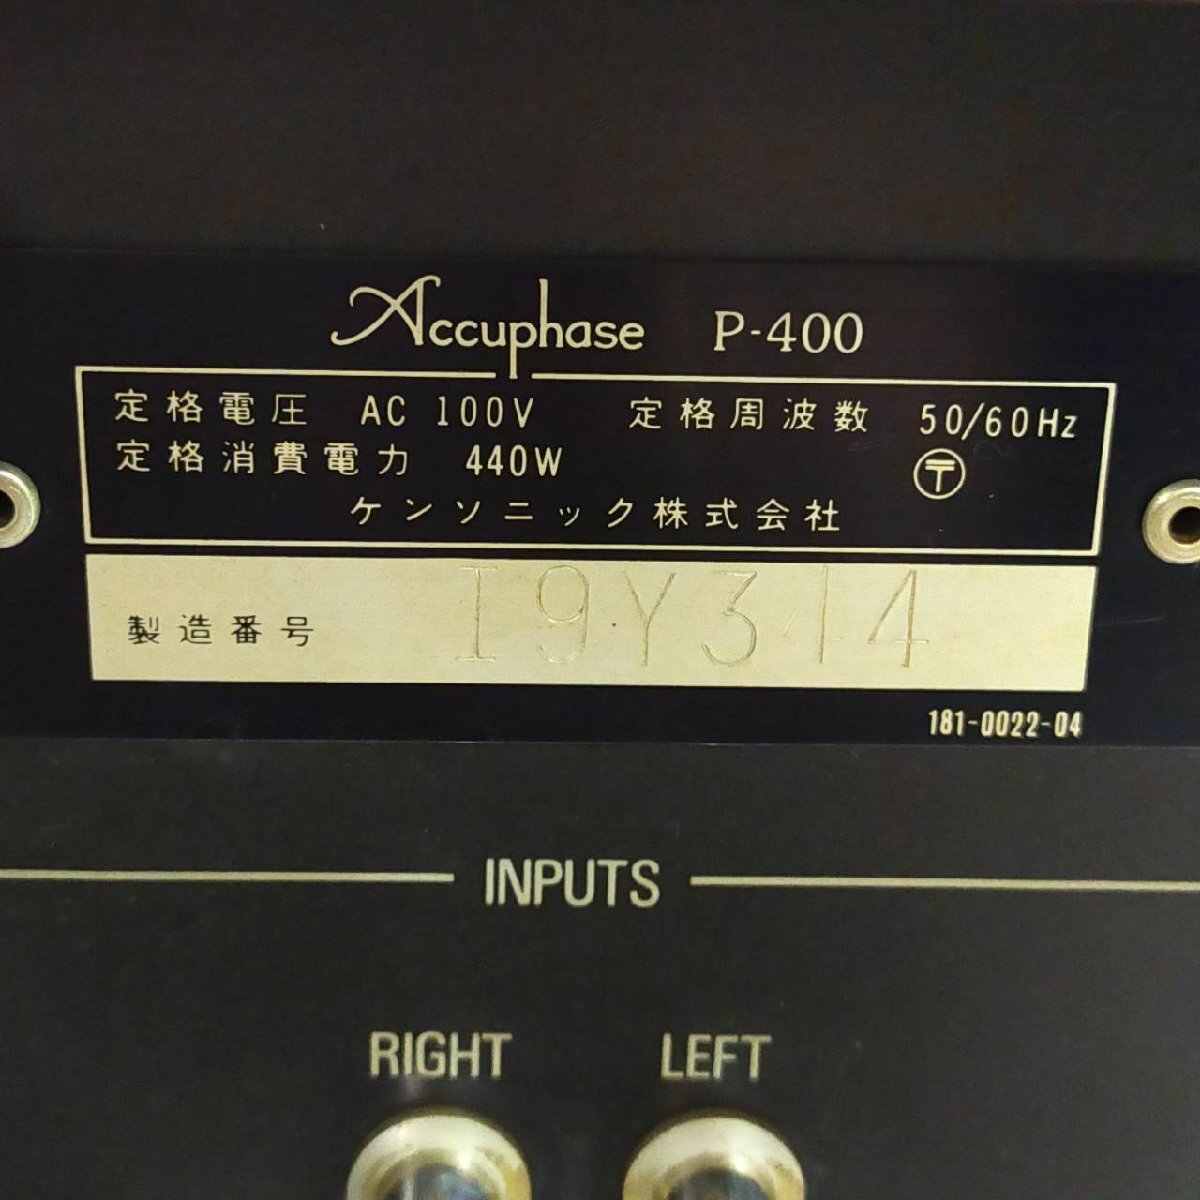 Accuphase P-400
定格電圧 AC 100V 定格周波数 50/60Hz
定格消費電力 440W 〒
ケンソニック株式会社
製造番号 I9Y314
181-0022-04
INPUTS
RIGHT LEFT